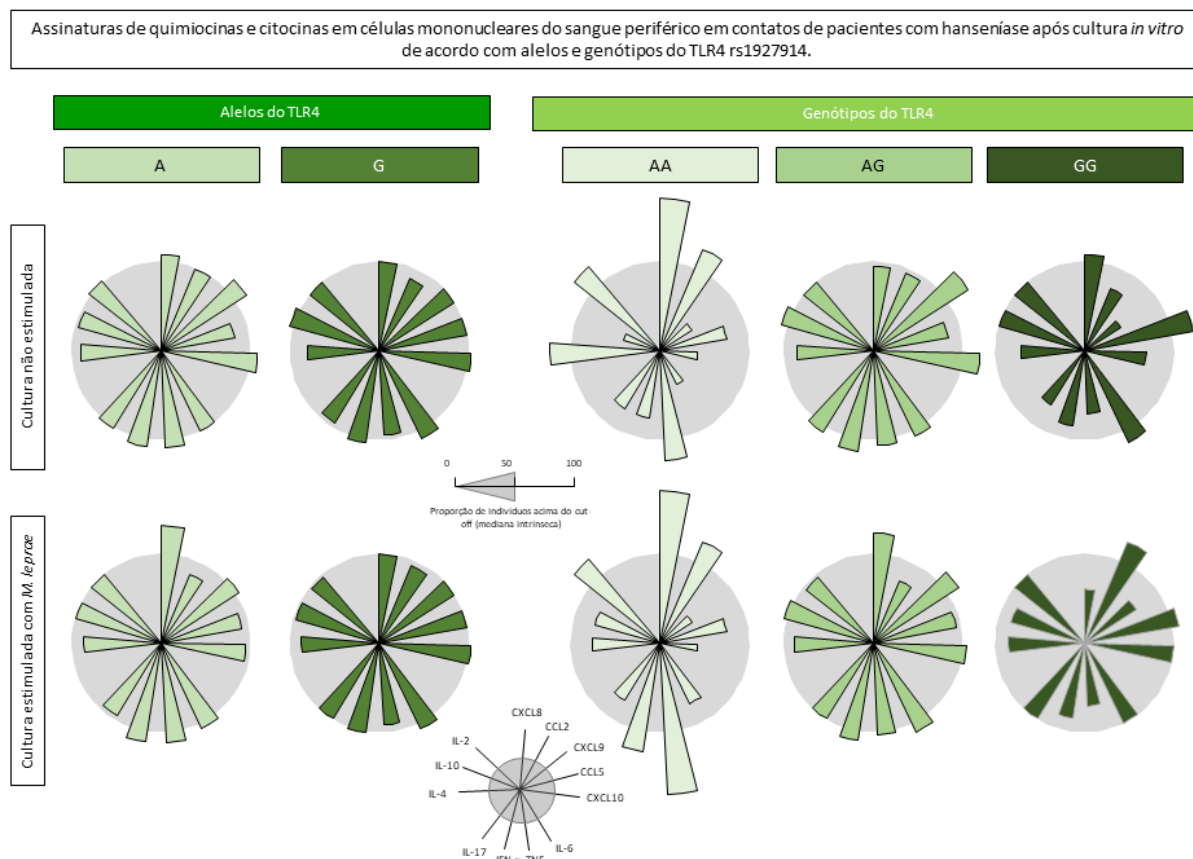 Assinaturas de quimiocinas e citocinas em células mononucleares do sangue periférico em contatos de pacientes com hanseníase após cultura in vitro
de acordo com alelos e genótipos do TLR4 rs1927914.
Alelos do TLR4
Genótipos do TLR4
A
G
AA
AG
GG
Cultura não estimulada
0
50
100
Proporção de indivíduos acima do cut-
off (mediana intrínseca)
Cultura estimulada com M. leprae
CXCL8
CCL2
IL-2
CXCL9
IL-10
CCL5
IL-4
CXCL10
IL-17
IL-6